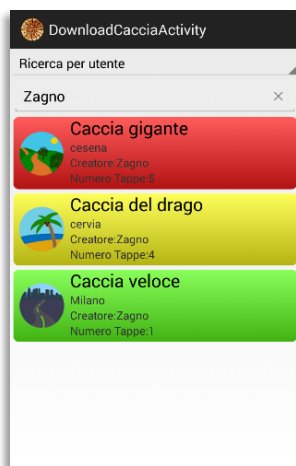 DownloadCacciaActivity
Ricerca per utente
Zagno
Caccia gigante
cesena
Creatore:Zagno
Numero Tappe:5
Caccia del drago
cervia
Creatore:Zagno
Numero Tappe:4
Caccia veloce
Milano
Creatore:Zagno
Numero Tappe:1